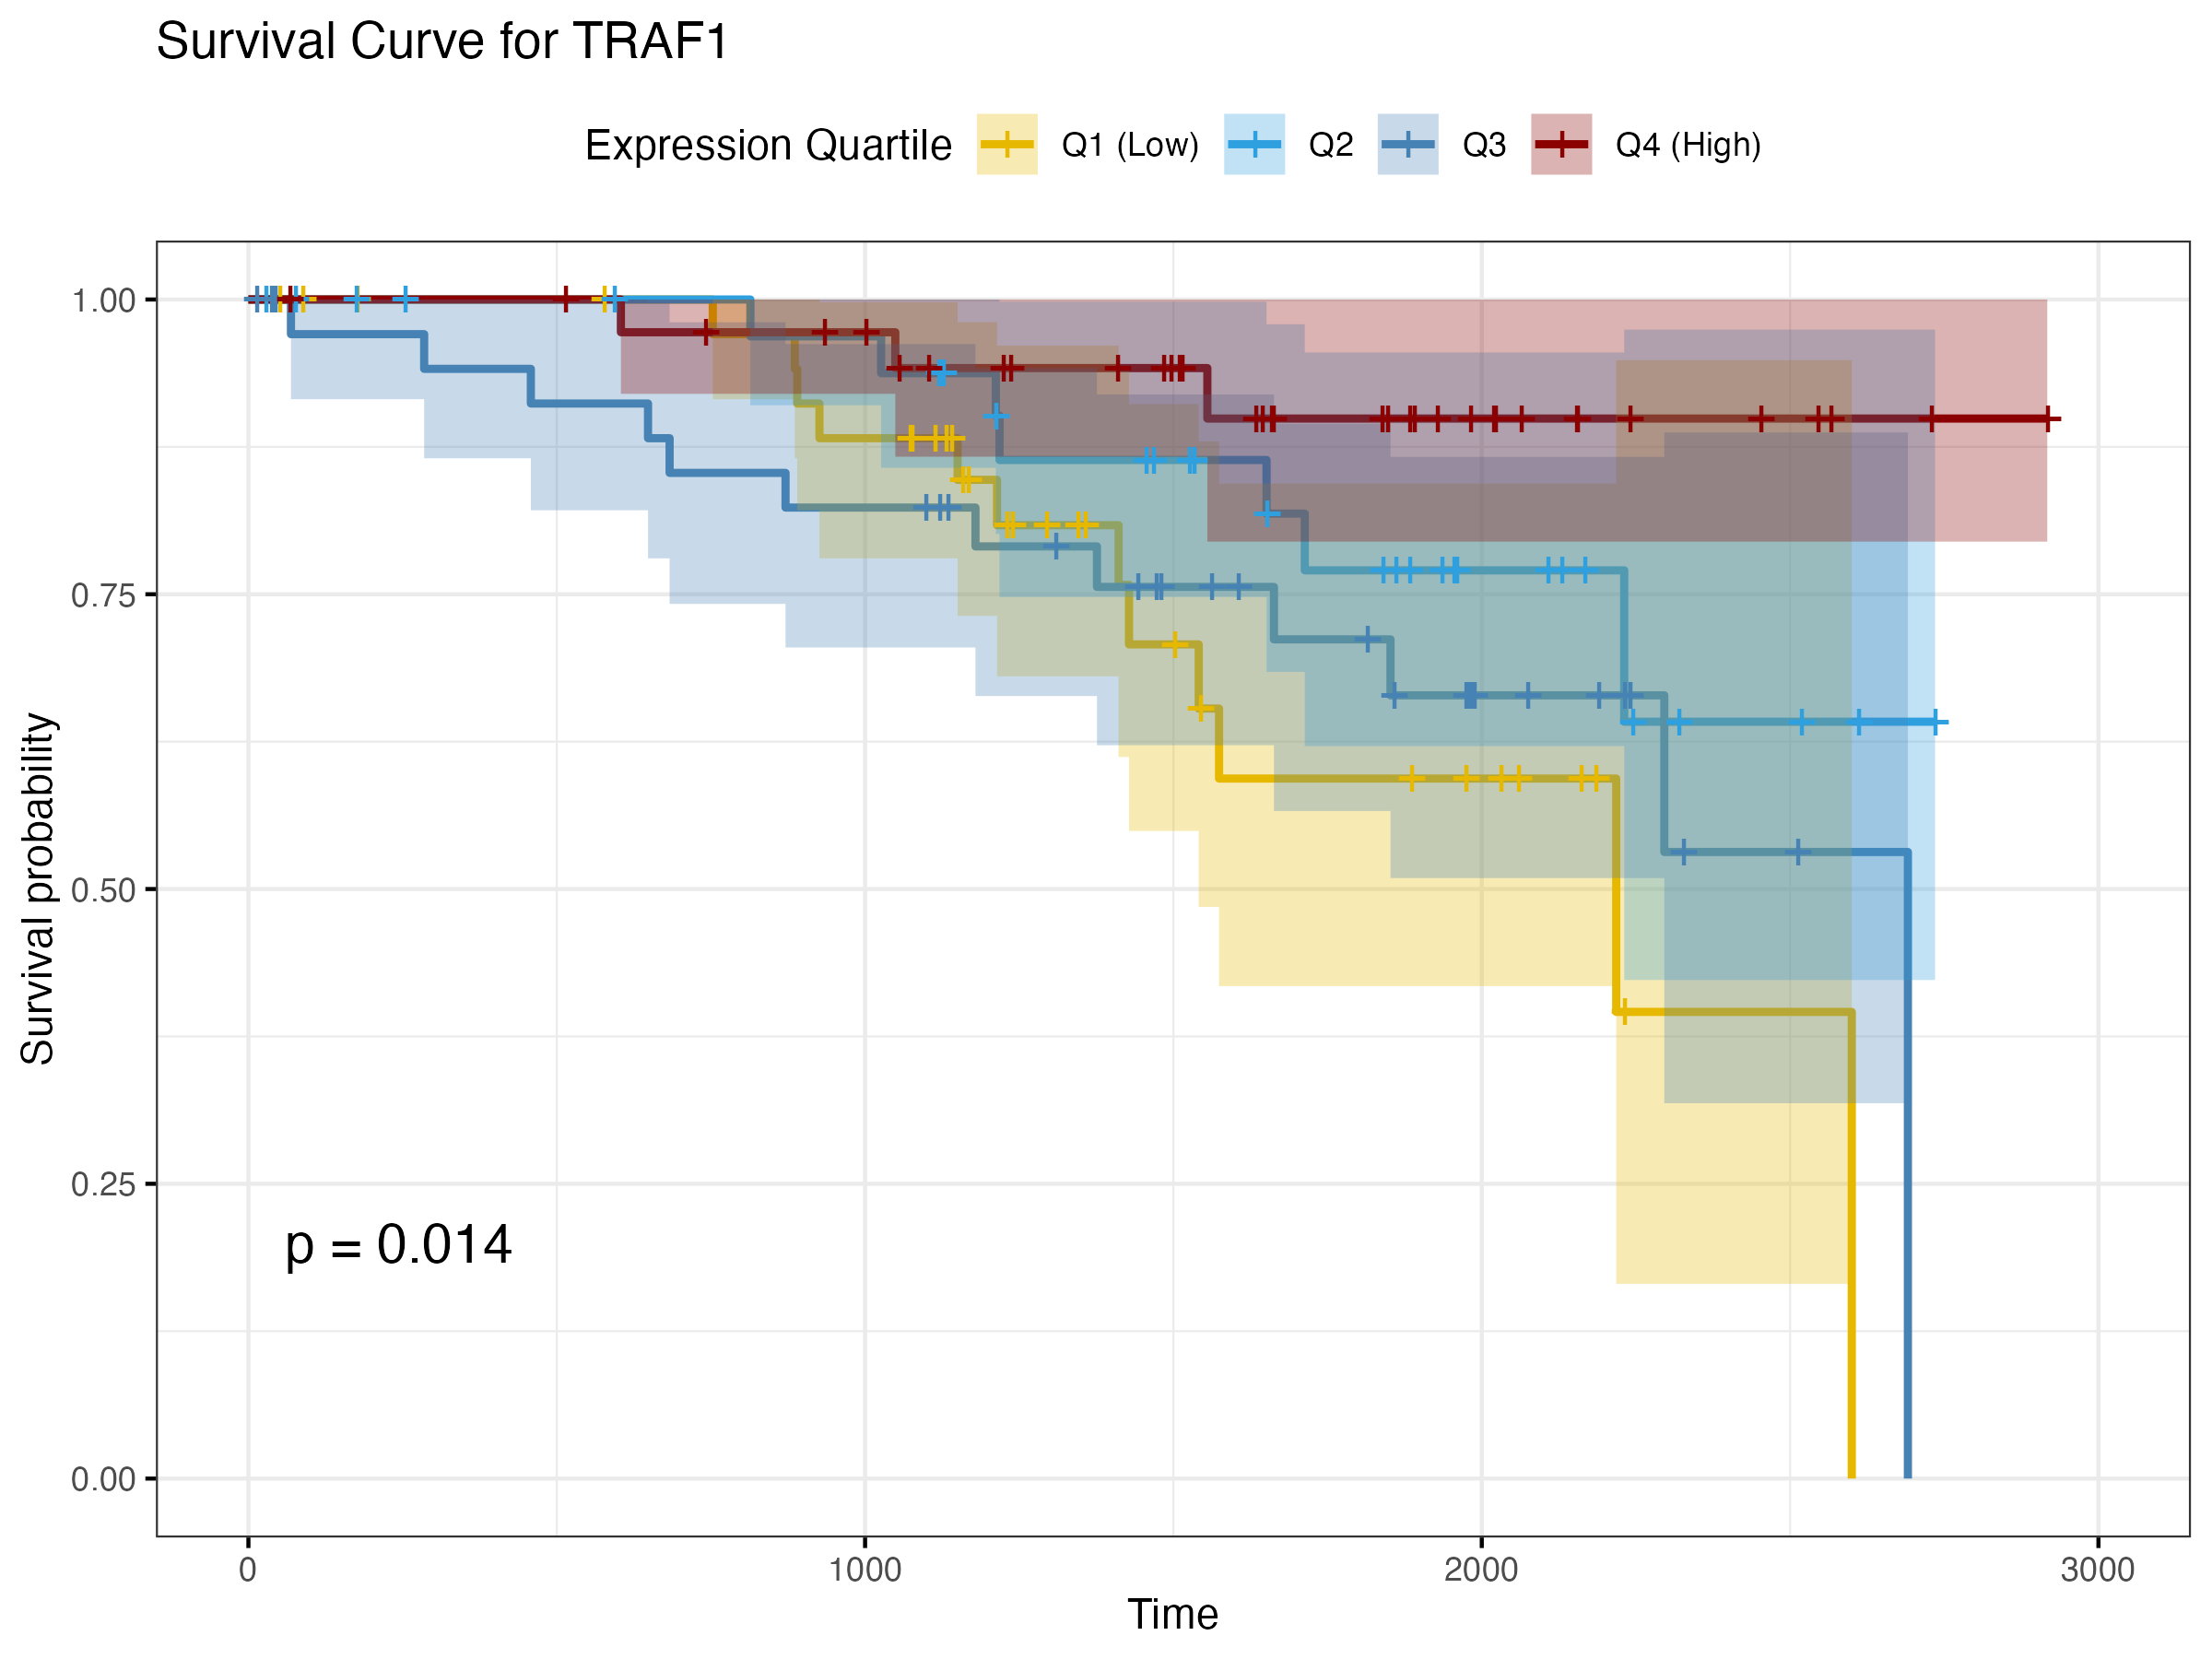 Survival Curve for TRAF1
Expression Quartile Q1 (Low) Q2 Q3 Q4 (High)
1.00
0.75
0.50
0.25
0.00
Survival probability
p = 0.014
0 1000 2000 3000
Time